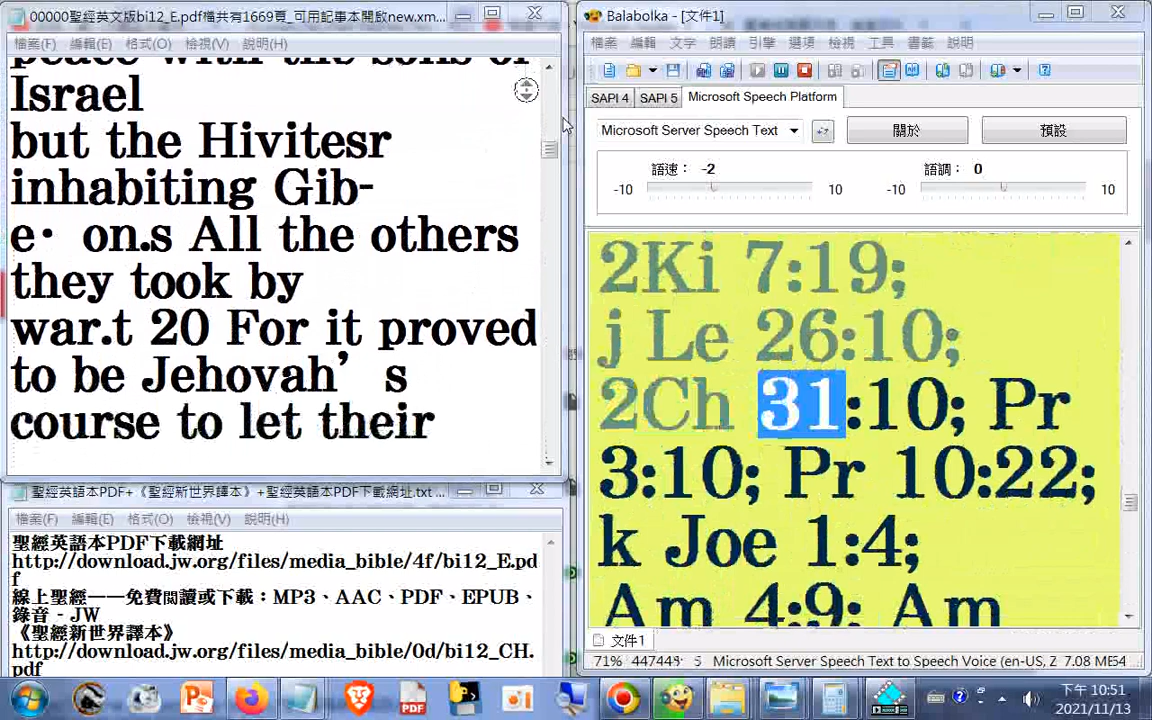 00000聖經英文版bi12_E.pdf檔共有1669頁_可用記事本開啟new.xm...
檔案(F) 編輯(E) 格式(O) 檢視(V) 說明(H)
peace with the sons of
Israel
but the Hivitesr
inhabiting Gib-
e· on.s All the others
they took by
war.t 20 For it proved
to be Jehovah's
course to let their
聖經英語本PDF+《聖經新世界譯本》+聖經英語本PDF下載網址.txt ...
檔案(F) 編輯(E) 格式(O) 檢視(V) 說明(H)
聖經英語本PDF下載網址
http://download.jw.org/files/media_bible/4f/bi12_E.pd
f
線上聖經——免費閱讀或下載：MP3、AAC、PDF、EPUB、
錄音 - JW
《聖經新世界譯本》
http://download.jw.org/files/media_bible/0d/bi12_CH.
pdf
Balabolka - [文件1]
檔案 編輯 文字 朗讀 引擎 選項 檢視 工具 書籤 說明
SAPI 4 SAPI 5 Microsoft Speech Platform
Microsoft Server Speech Text 關於 預設
語速： -2 語調： 0
-10 10 -10 10
2Ki 7:19;
j Le 26:10;
2Ch 31:10; Pr
3:10; Pr 10:22;
k Joe 1:4;
Am 4:9; Am
文件1
71% Microsoft Server Speech Text to Speech Voice (en-US, Z 7.08 MB
PDF
下午 10:51
2021/11/13